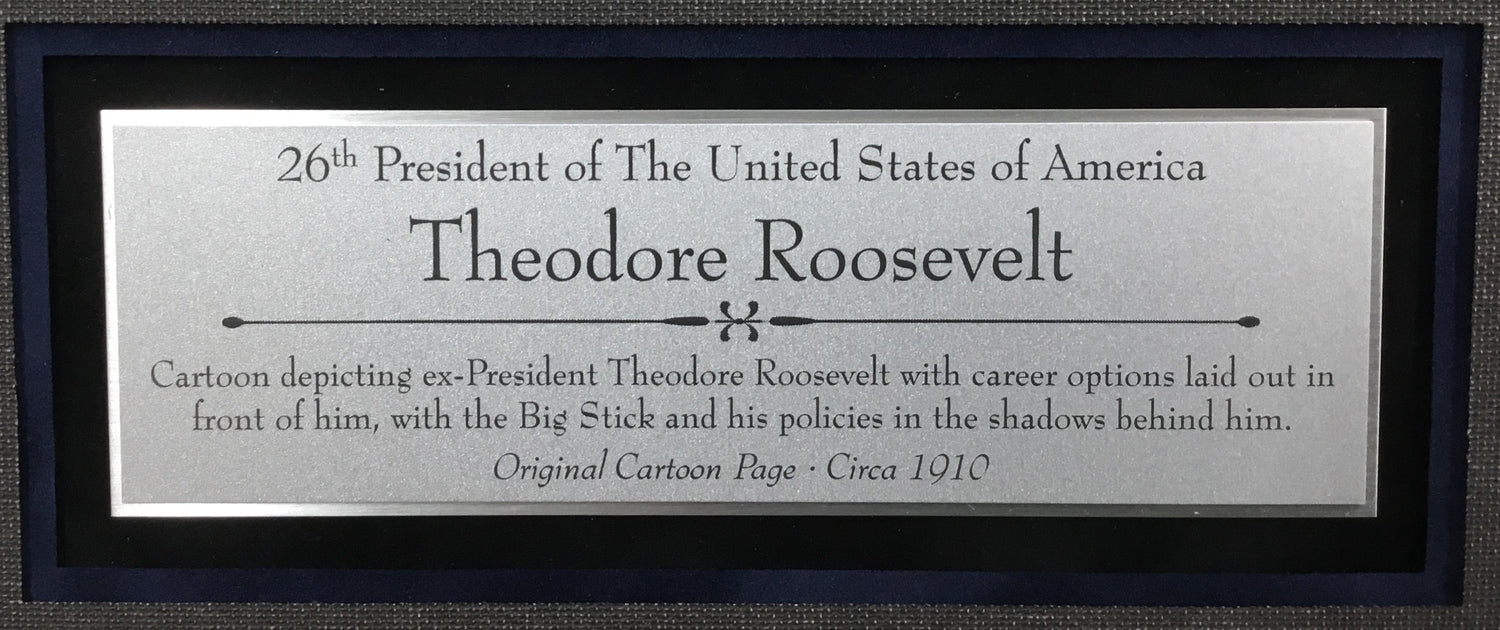 26th President of The United States of America
Theodore Roosevelt
Cartoon depicting ex-President Theodore Roosevelt with career options laid out in
front of him, with the Big Stick and his policies in the shadows behind him.
Original Cartoon Page · Circa 1910